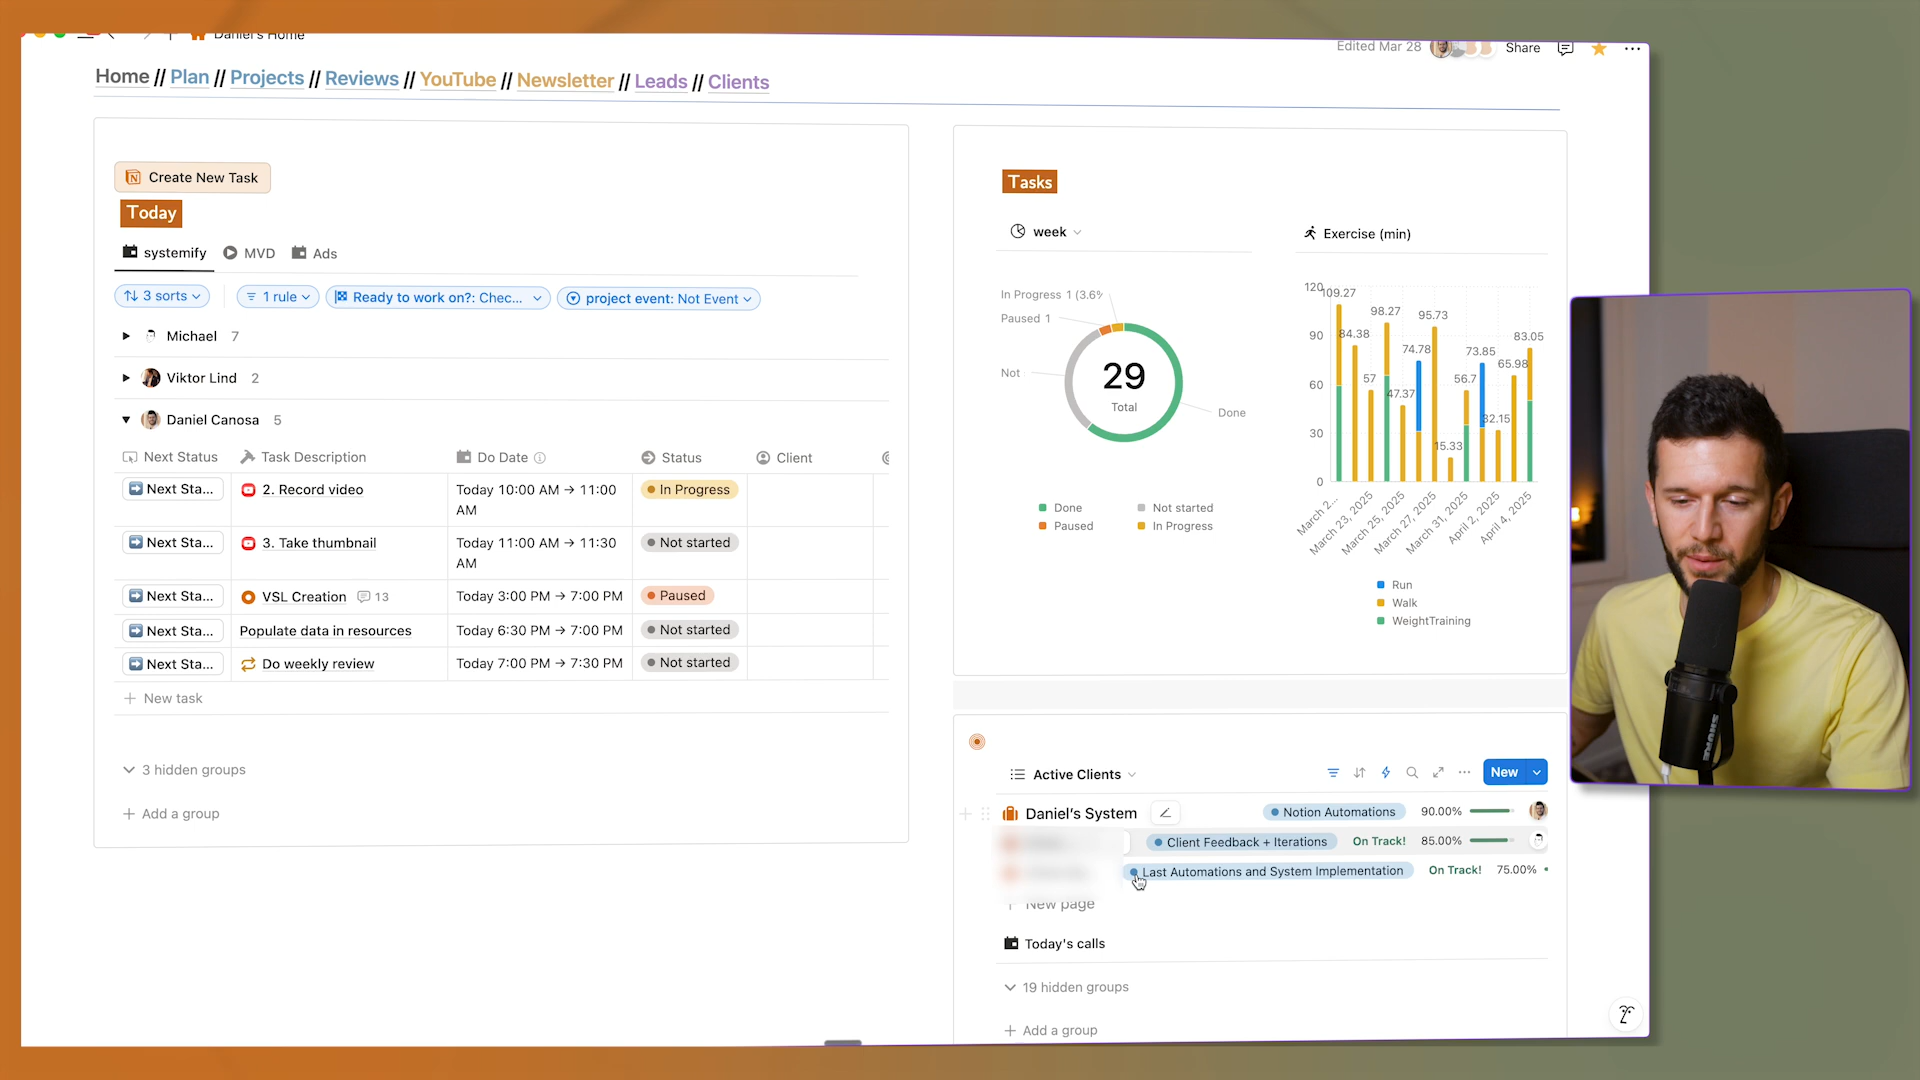 Daniel's Home
Edited Mar 28
Share
Home // Plan // Projects // Reviews // YouTube // Newsletter // Leads // Clients
Create New Task
Today
systemify
MVD
Ads
3 sorts
1 rule
Ready to work on?: Chec...
project event: Not Event
Michael 7
Viktor Lind 2
Daniel Canosa 5
Next Status
Task Description
Do Date
Status
Client
Next Sta...
2. Record video
Today 10:00 AM → 11:00 AM
In Progress
Next Sta...
3. Take thumbnail
Today 11:00 AM → 11:30 AM
Not started
Next Sta...
VSL Creation
13
Today 3:00 PM → 7:00 PM
Paused
Next Sta...
Populate data in resources
Today 6:30 PM → 7:00 PM
Not started
Next Sta...
Do weekly review
Today 7:00 PM → 7:30 PM
Not started
New task
3 hidden groups
Add a group
Tasks
week
In Progress 1 (3.6%
Paused 1
Not
29
Total
Done
Done
Not started
Paused
In Progress
Exercise (min)
120
90
60
30
0
109.27
84.38
57
98.27
47.37
74.78
95.73
15.33
56.7
73.85
32.15
65.98
83.05
March 2...
March 23, 2025
March 25, 2025
March 27, 2025
March 31, 2025
April 2, 2025
April 4, 2025
Run
Walk
WeightTraining
Active Clients
New
Daniel's System
Notion Automations
90.00%
Client Feedback + Iterations
On Track!
85.00%
Last Automations and System Implementation
On Track!
75.00%
New page
Today's calls
19 hidden groups
Add a group
SHURE